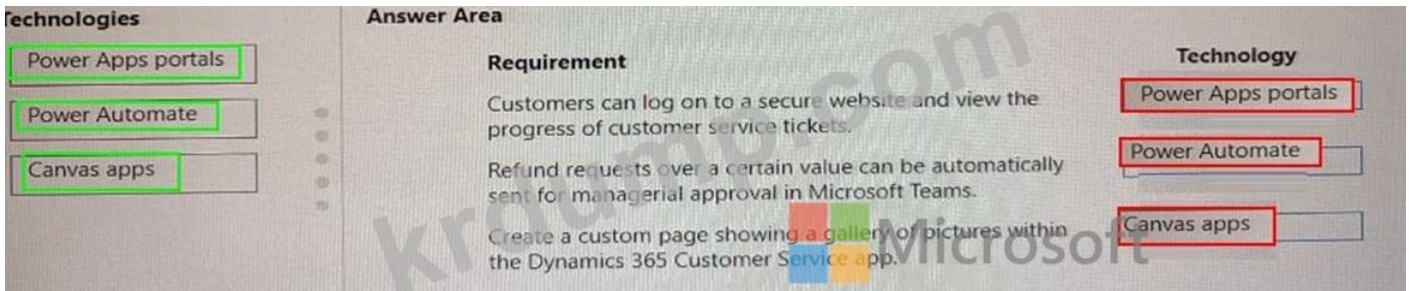 Technologies
Answer Area
Power Apps portals
Power Automate
Canvas apps
Requirement
Technology
Customers can log on to a secure website and view the
progress of customer service tickets.
Power Apps portals
Refund requests over a certain value can be automatically
sent for managerial approval in Microsoft Teams.
Power Automate
Create a custom page showing a gallery of pictures within
the Dynamics 365 Customer Service app.
Canvas apps
krdump.com
Microsoft